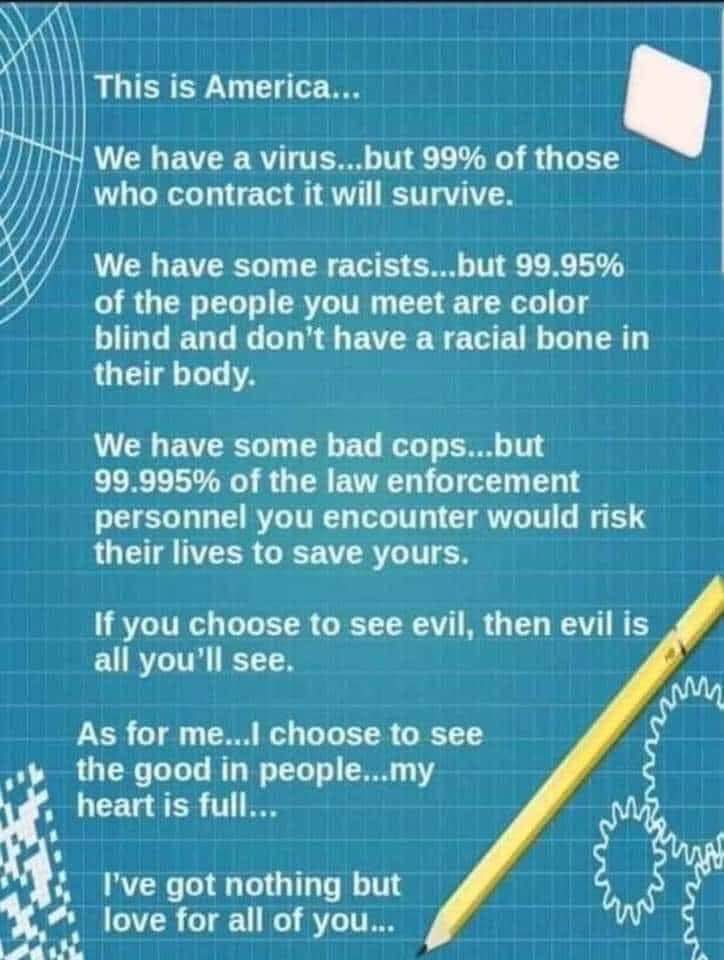 This is America...
We have a virus...but 99% of those
who contract it will survive.
We have some racists...but 99.95%
of the people you meet are color
blind and don't have a racial bone in
their body.
We have some bad cops...but
99.995% of the law enforcement
personnel you encounter would risk
their lives to save yours.
If you choose to see evil, then evil is
all you'll see.
As for me...I choose to see
the good in people...my
heart is full...
I've got nothing but
love for all of you...